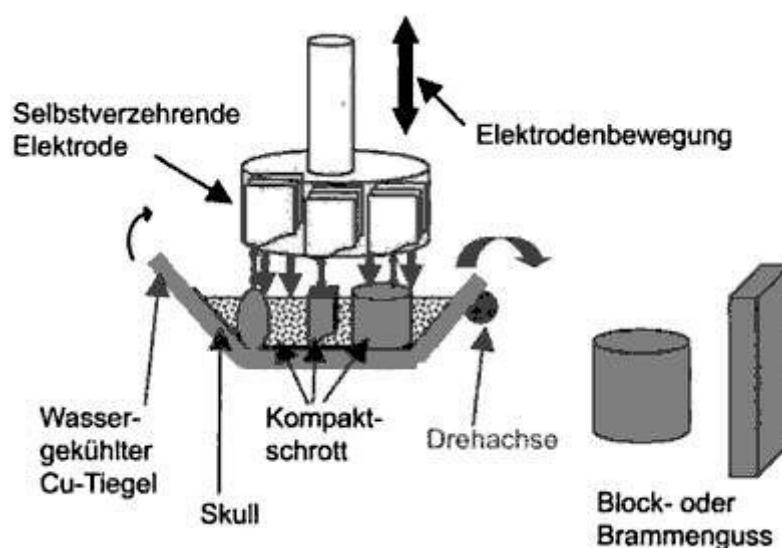 Selbstverzehrende
Elektrode
Elektrodenbewegung
Wasser-
gekühlter
Cu-Tiegel
Skull
Kompakt-
schrott
Drehachse
Block- oder
Brammenguss